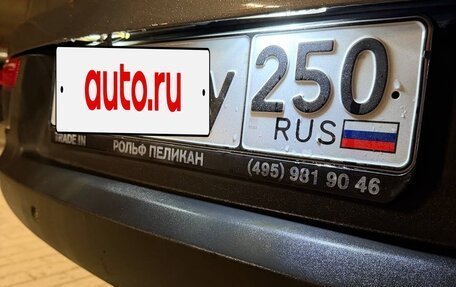 auto.ru
У 250
RUS
TRADE IN
РОЛЬФ ПЕЛИКАН
(495) 981 90 46